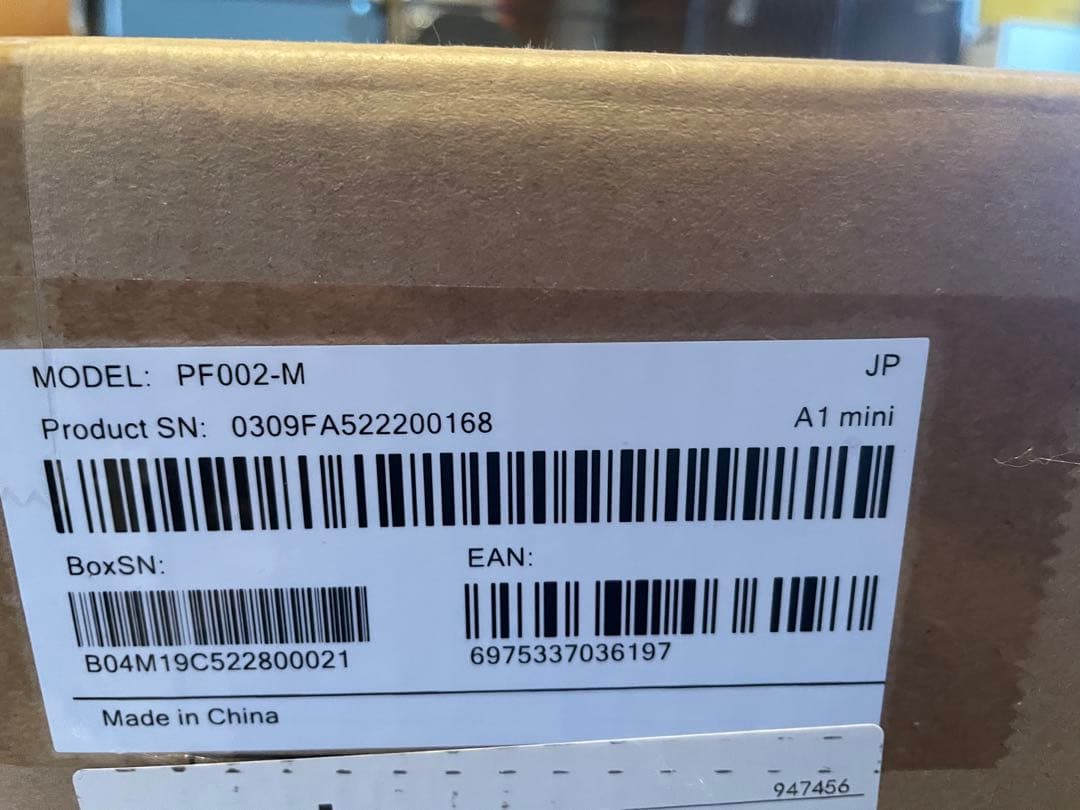 MODEL: PF002-M
JP
Product SN: 0309FA522200168
A1 mini
BoxSN:
EAN:
B04M19C522800021
6975337036197
Made in China
947456